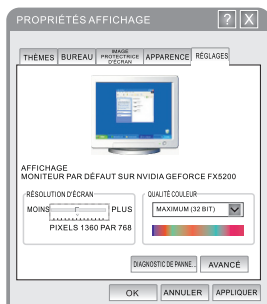 PROPRIÉTÉS AFFICHAGE
? X
THÈMES BUREAU IMAGE PROTECTRICE D'ÉCRAN APPARENCE RÉGLAGES
AFFICHAGE
MONITEUR PAR DÉFAUT SUR NVIDIA GEFORCE FX5200
RÉSOLUTION D'ÉCRAN
MOINS PLUS
PIXELS 1360 PAR 768
QUALITÉ COULEUR
MAXIMUM (32 BIT)
DIAGNOSTIC DE PANNE... AVANCÉ
OK ANNULER APPLIQUER